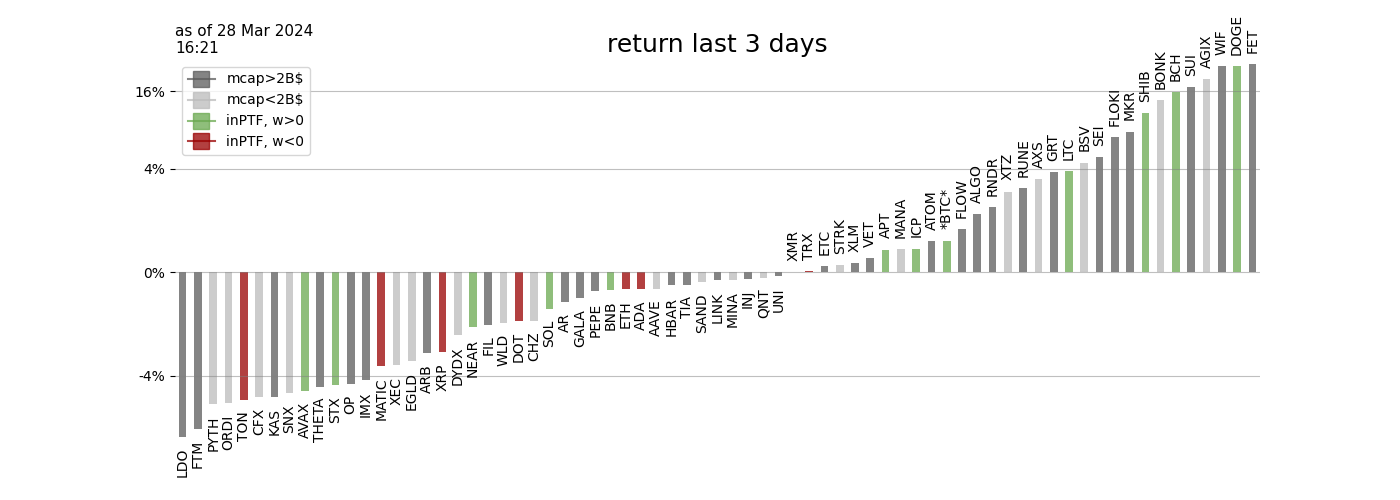 as of 28 Mar 2024
16:21
return last 3 days
mcap>2B$
mcap<2B$
inPTF, w>0
inPTF, w<0
16%
4%
0%
-4%
LDO
FTM
PYTH
ORDI
TON
CFX
KAS
SNX
AVAX
THETA
STX
OP
IMX
MATIC
XEC
EGLD
ARB
XRP
DYDX
NEAR
FIL
WLD
DOT
CHZ
SOL
AR
GALA
PEPE
BNB
ETH
ADA
AAVE
HBAR
TIA
SAND
LINK
MINA
INJ
QNT
UNI
XMR
TRX
ETC
STRK
XLM
VET
APT
MANA
ICP
ATOM
*BTC*
FLOW
ALGO
RNDR
XTZ
RUNE
AXS
GRT
LTC
BSV
SEI
FLOKI
MKR
SHIB
BONK
BCH
SUI
AGIX
WIF
DOGE
FET